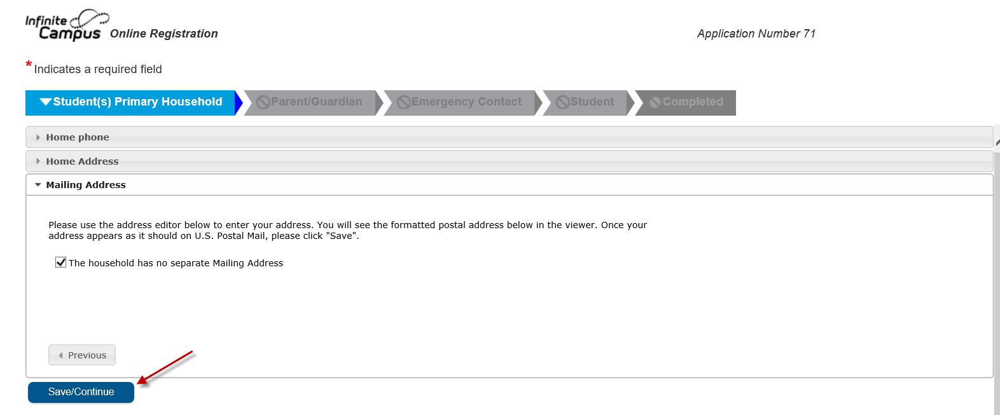 Infinite
Campus Online Registration
Application Number 71
* Indicates a required field
Student(s) Primary Household
Parent/Guardian
Emergency Contact
Student
Completed
Home phone
Home Address
Mailing Address
Please use the address editor below to enter your address. You will see the formatted postal address below in the viewer. Once your
address appears as it should on U.S. Postal Mail, please click "Save".
The household has no separate Mailing Address
Previous
Save/Continue